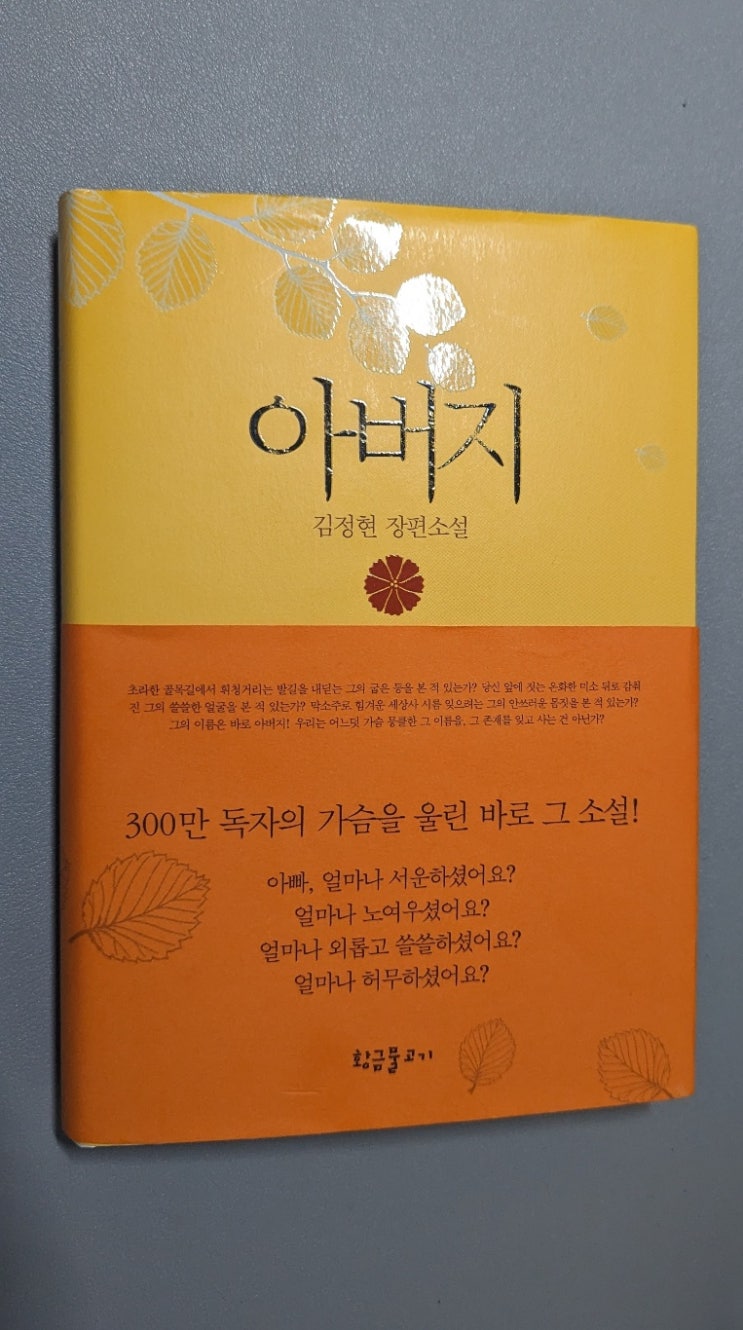 아버지
김정현 장편소설
초라한 골목길에서 휘청거리는 발길을 내딛는 그의 굽은 등을 본 적 있는가? 당신 앞에 짓는 온화한 미소 뒤로 감춰
진 그의 쓸쓸한 얼굴을 본 적 있는가? 막소주로 힘겨운 세상사 시름 잊으려는 그의 안쓰러운 몸짓을 본 적 있는가?
그의 이름은 바로 아버지! 우리는 어느덧 가슴 뭉클한 그 이름을, 그 존재를 잊고 사는 건 아닌가?
300만 독자의 가슴을 울린 바로 그 소설!
아빠, 얼마나 서운하셨어요?
얼마나 노여우셨어요?
얼마나 외롭고 쓸쓸하셨어요?
얼마나 허무하셨어요?
황금물고기